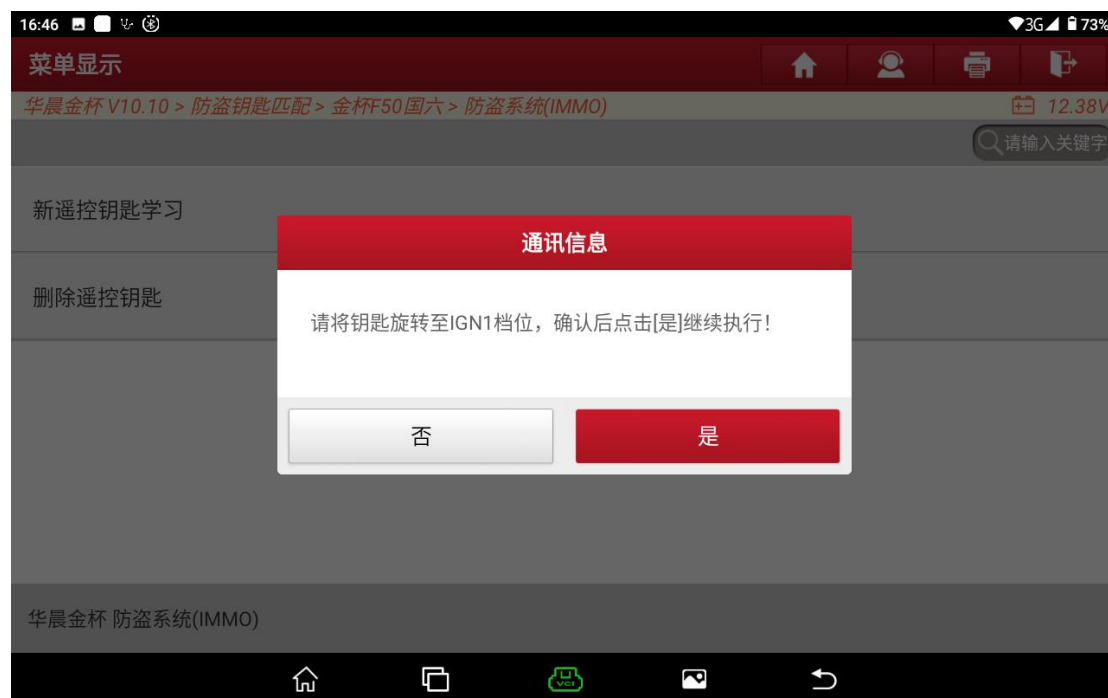 16:46 3G 73%
菜单显示
华晨金杯 V10.10 > 防盗钥匙匹配 > 金杯F50国六 > 防盗系统(IMMO) 12.38V
请输入关键字
新遥控钥匙学习
通讯信息
删除遥控钥匙
请将钥匙旋转至IGN1档位，确认后点击[是]继续执行!
否 是
华晨金杯 防盗系统(IMMO)
VCI